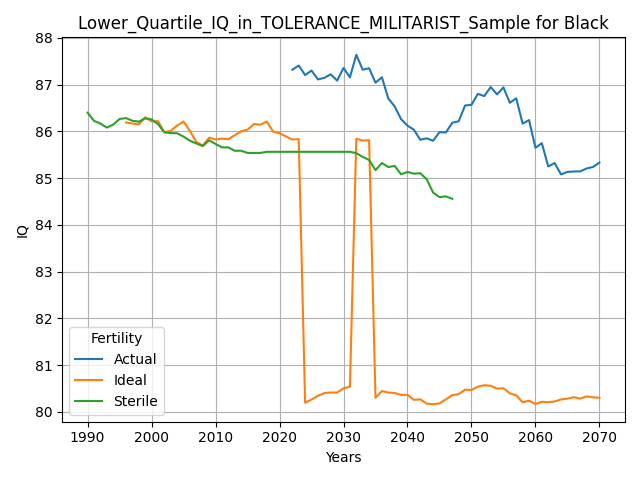 Lower_Quartile_IQ_in_TOLERANCE_MILITARIST_Sample for Black
88
87
86
85
84
83
82
81
80
IQ
Fertility
Actual
Ideal
Sterile
1990 2000 2010 2020 2030 2040 2050 2060 2070
Years